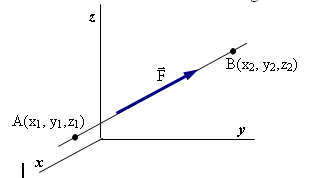 z
F⃗
B(x₂, y₂,z₂)
A(x₁, y₁,z₁)
y
x